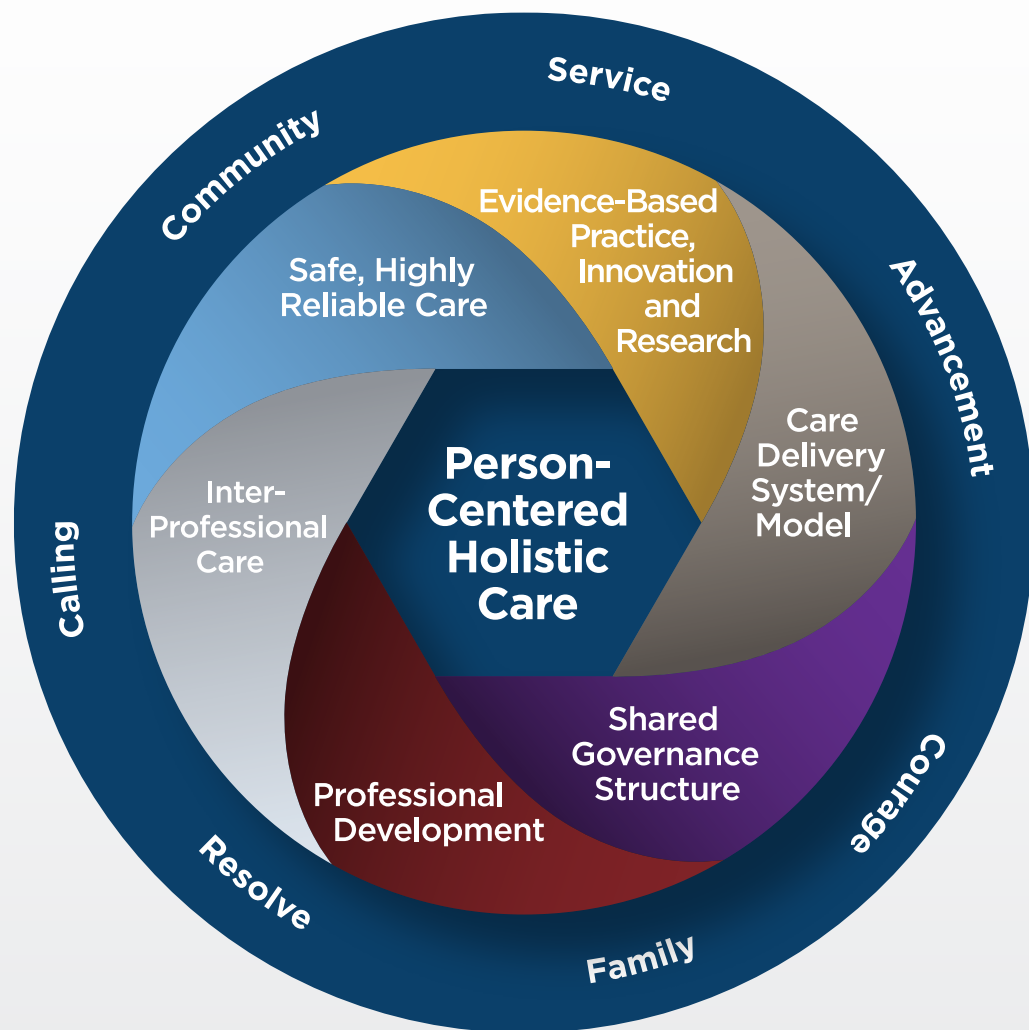 Service
Advancement
Courage
Family
Resolve
Calling
Community
Evidence-Based
Practice,
Innovation
and
Research
Care
Delivery
System/
Model
Shared
Governance
Structure
Professional
Development
Inter-
Professional
Care
Safe, Highly
Reliable Care
Person-
Centered
Holistic
Care